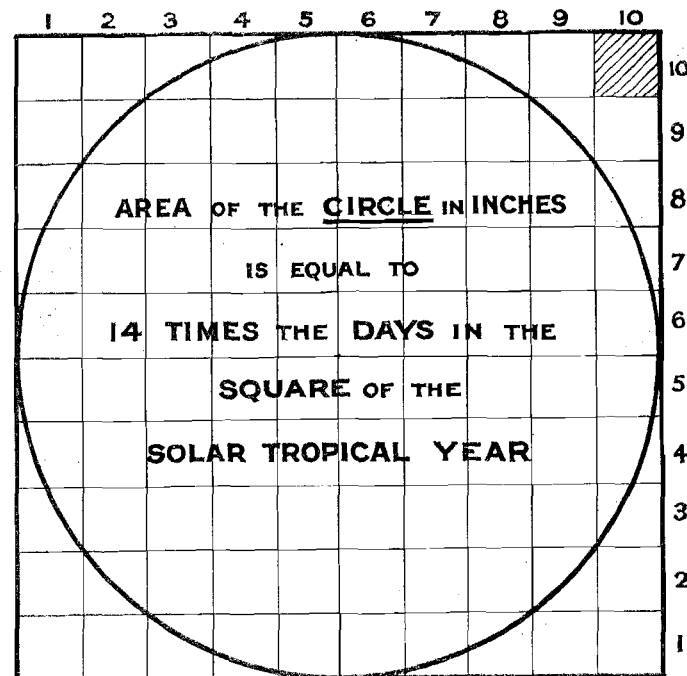 1 2 3 4 5 6 7 8 9 10
10
9
8
AREA OF THE CIRCLE IN INCHES
7
IS EQUAL TO
6
14 TIMES THE DAYS IN THE
5
SQUARE OF THE
4
SOLAR TROPICAL YEAR
3
2
1